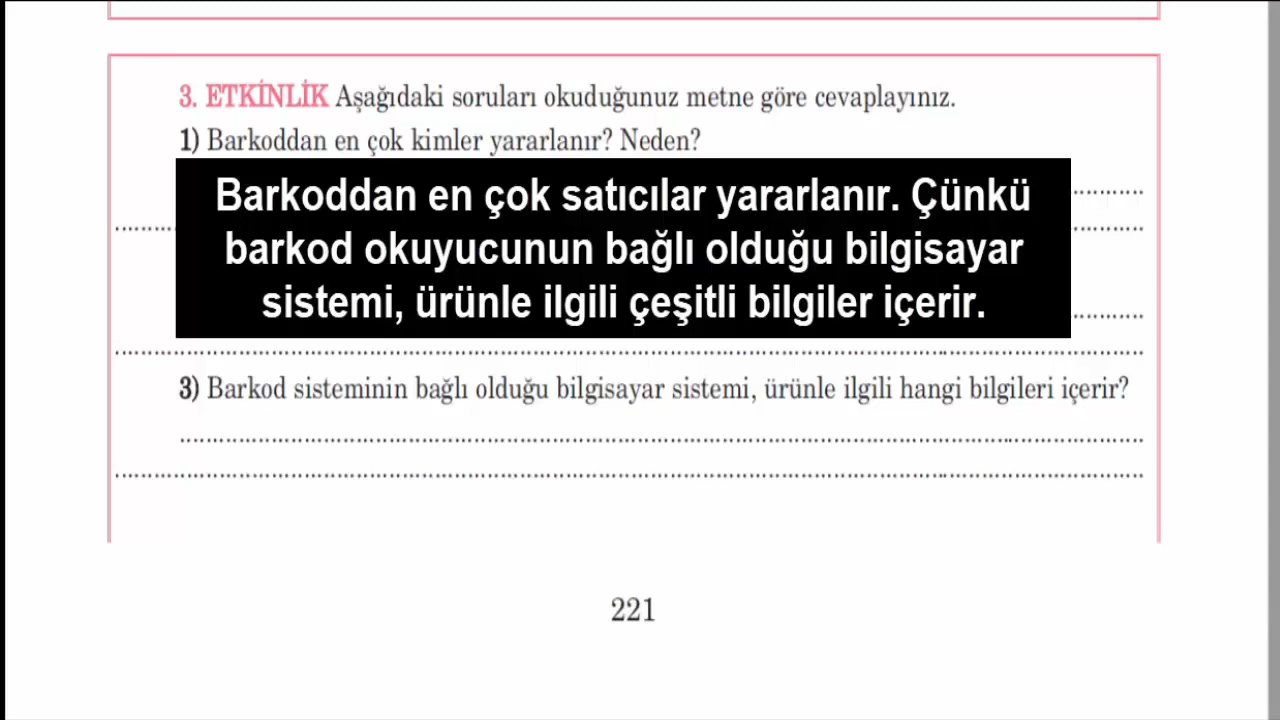 3. ETKİNLİK Aşağıdaki soruları okuduğunuz metne göre cevaplayınız.
1) Barkoddan en çok kimler yararlanır? Neden?
Barkoddan en çok satıcılar yararlanır. Çünkü
barkod okuyucunun bağlı olduğu bilgisayar
sistemi, ürünle ilgili çeşitli bilgiler içerir.
3) Barkod sisteminin bağlı olduğu bilgisayar sistemi, ürünle ilgili hangi bilgileri içerir?
221